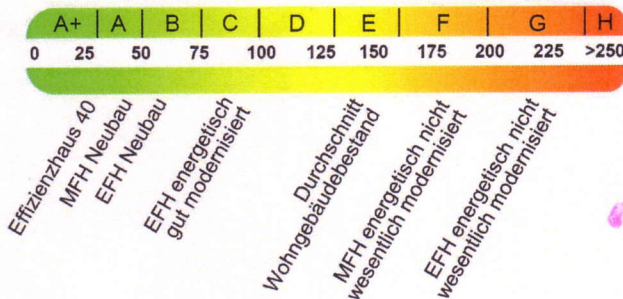 A+ A B C D E F G H
0 25 50 75 100 125 150 175 200 225 >250
Effizienzhaus 40
MFH Neubau
EFH Neubau
EFH energetisch
gut modernisiert
Durchschnitt
Wohngebäudebestand
MFH energetisch nicht
wesentlich modernisiert
EFH energetisch nicht
wesentlich modernisiert